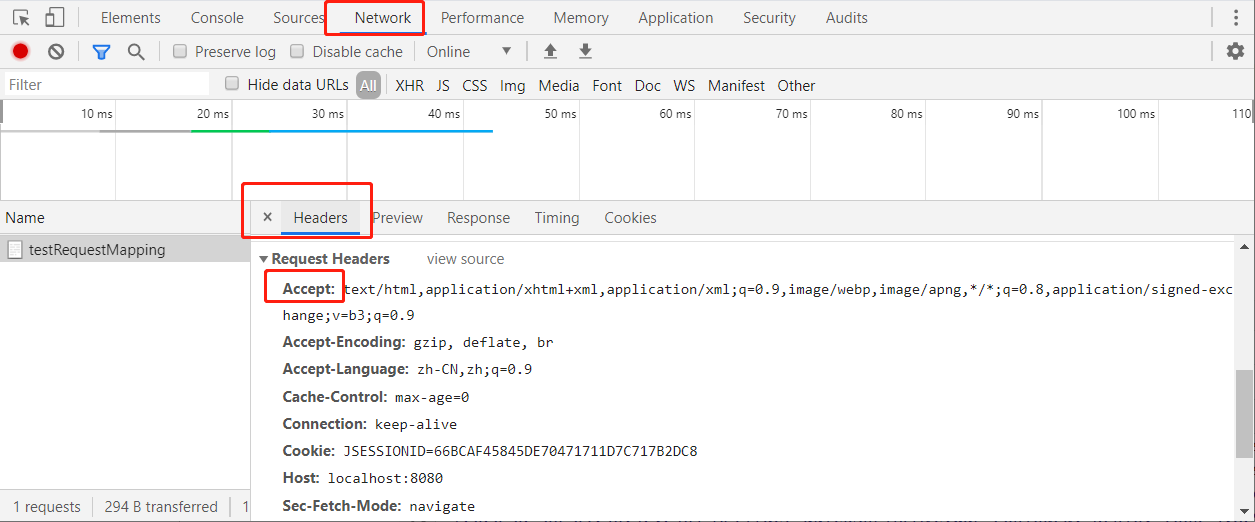 Elements Console Sources Network Performance Memory Application Security Audits
Preserve log Disable cache Online
Filter Hide data URLs All XHR JS CSS Img Media Font Doc WS Manifest Other
10 ms 20 ms 30 ms 40 ms 50 ms 60 ms 70 ms 80 ms 90 ms 100 ms 110
Name × Headers Preview Response Timing Cookies
testRequestMapping
Request Headers view source
Accept: text/html,application/xhtml+xml,application/xml;q=0.9,image/webp,image/apng,*/*;q=0.8,application/signed-exc
hange;v=b3;q=0.9
Accept-Encoding: gzip, deflate, br
Accept-Language: zh-CN,zh;q=0.9
Cache-Control: max-age=0
Connection: keep-alive
Cookie: JSESSIONID=66BCAF45845DE70471711D7C717B2DC8
Host: localhost:8080
Sec-Fetch-Mode: navigate
1 requests 294 B transferred 1